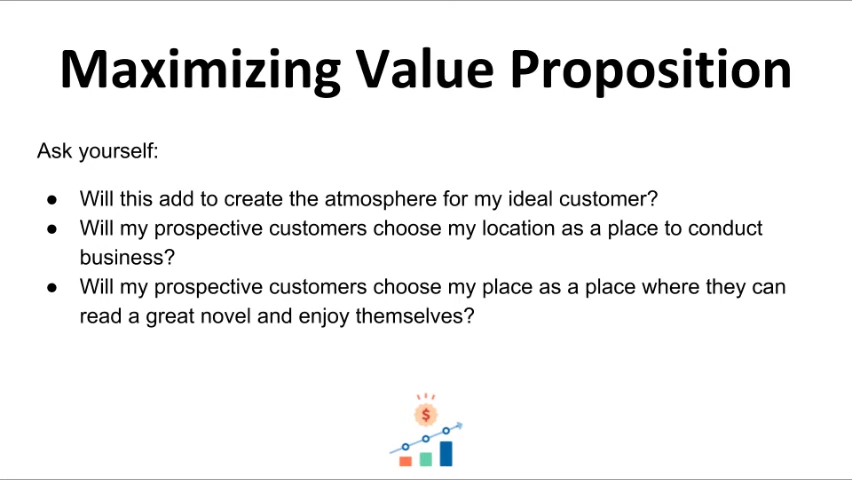 Maximizing Value Proposition
Ask yourself:
● Will this add to create the atmosphere for my ideal customer?
● Will my prospective customers choose my location as a place to conduct
business?
● Will my prospective customers choose my place as a place where they can
read a great novel and enjoy themselves?
$